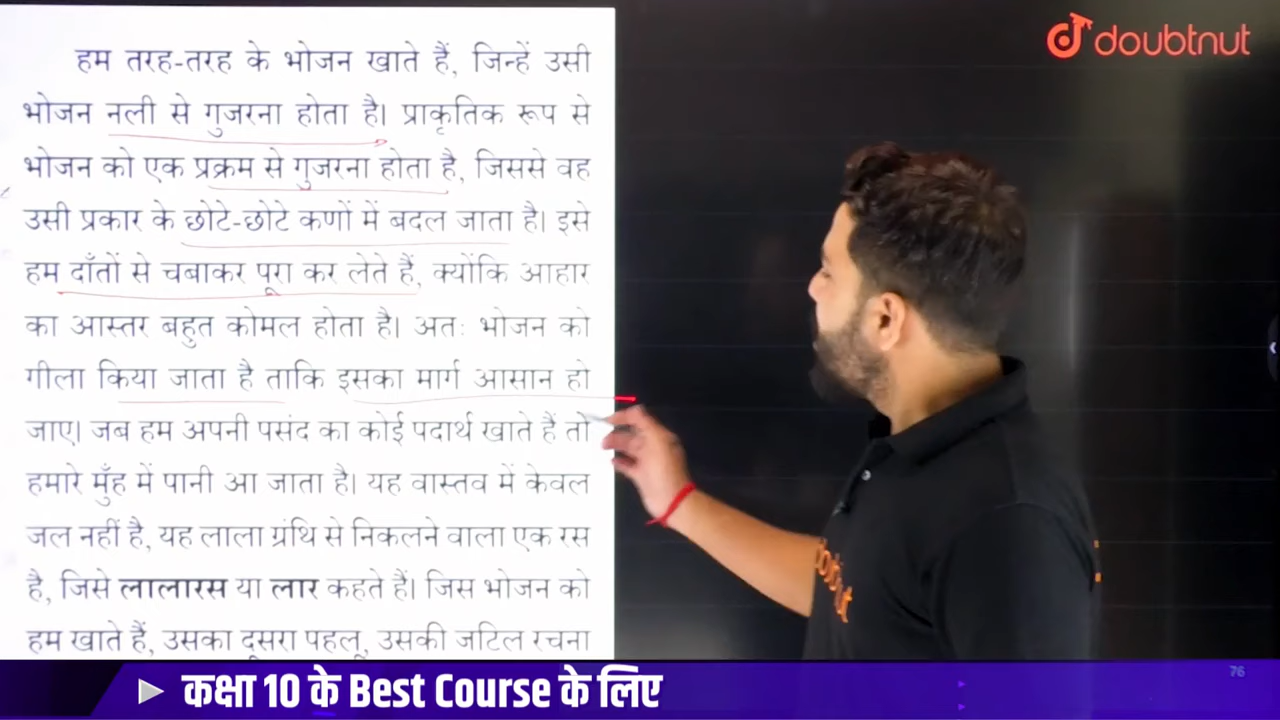 हम तरह-तरह के भोजन खाते हैं, जिन्हें उसी
भोजन नली से गुजरना होता है। प्राकृतिक रूप से
भोजन को एक प्रक्रम से गुजरना होता है, जिससे वह
उसी प्रकार के छोटे-छोटे कणों में बदल जाता है। इसे
हम दाँतों से चबाकर पूरा कर लेते हैं, क्योंकि आहार
का आस्तर बहुत कोमल होता है। अतः भोजन को
गीला किया जाता है ताकि इसका मार्ग आसान हो
जाए। जब हम अपनी पसंद का कोई पदार्थ खाते हैं तो
हमारे मुँह में पानी आ जाता है। यह वास्तव में केवल
जल नहीं है, यह लाला ग्रंथि से निकलने वाला एक रस
है, जिसे लालारस या लार कहते हैं। जिस भोजन को
हम खाते हैं, उसका दूसरा पहलू, उसकी जटिल रचना
doubtnut
कक्षा 10 के Best Course के लिए
76